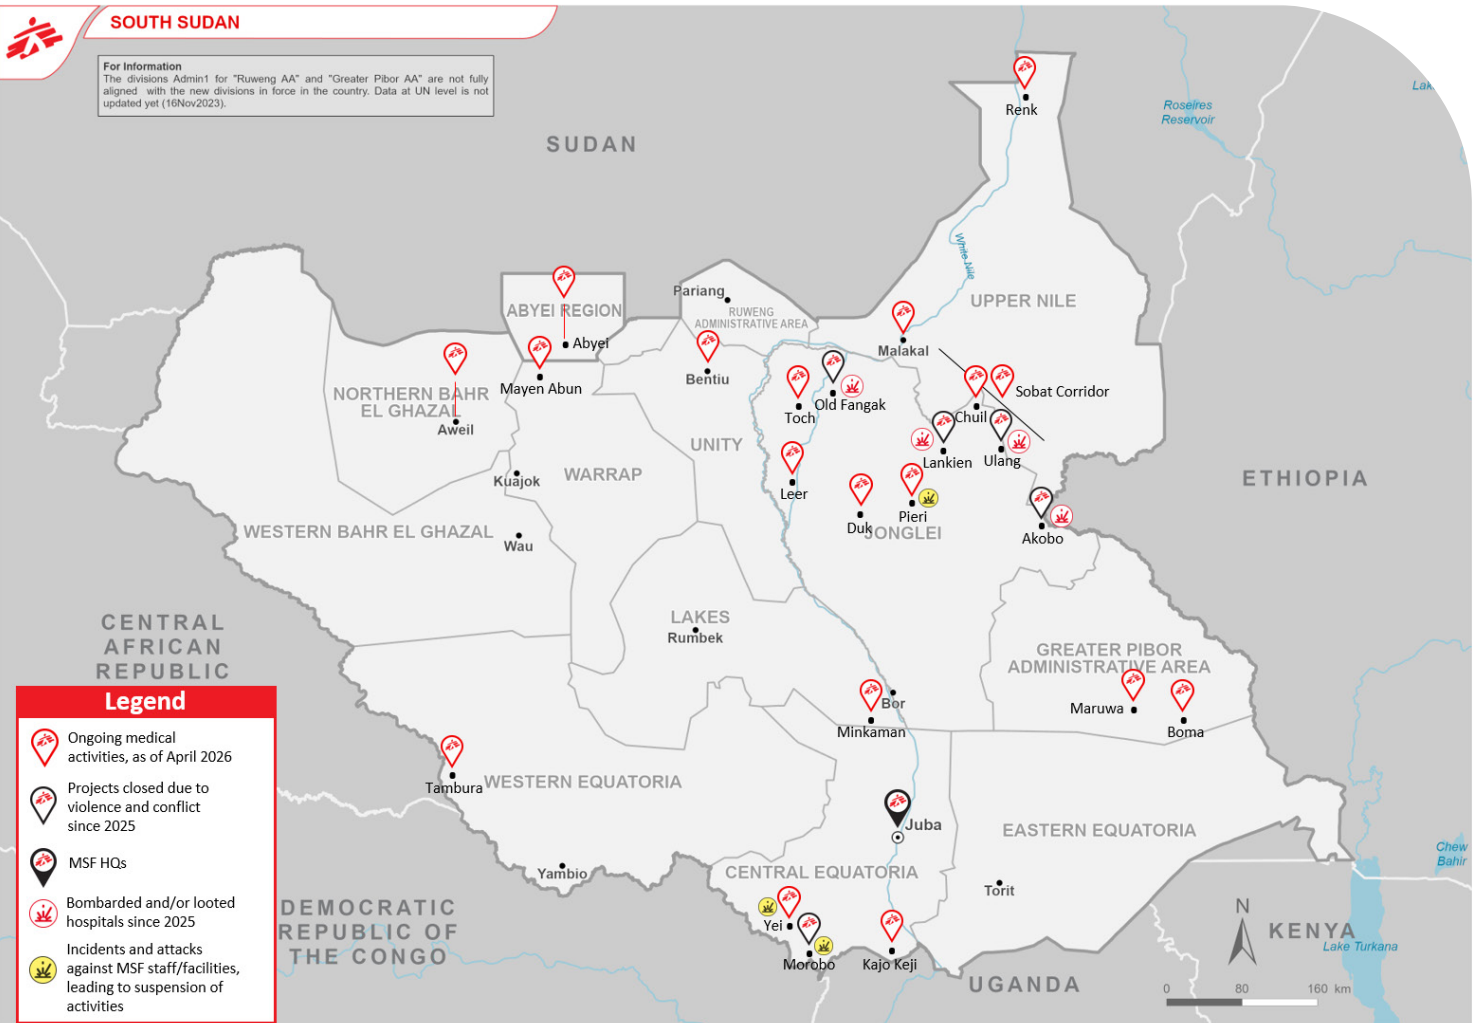 SOUTH SUDAN
For Information
The divisions Admin1 for "Ruweng AA" and "Greater Pibor AA" are not fully
aligned with the new divisions in force in the country. Data at UN level is not
updated yet (16Nov2023).
Renk
Roseires
Reservoir
Lak
SUDAN
White Nile
UPPER NILE
Pariang
RUWENG
ADMINISTRATIVE AREA
ABYEI REGION
Abyei
Malakal
Mayen Abun
Bentiu
NORTHERN BAHR
EL GHAZAL
Aweil
Toch
Old Fangak
Chuil
Sobat Corridor
UNITY
Lankien
Ulang
WARRAP
Kuajok
Leer
ETHIOPIA
Duk
Pieri
JONGLEI
Akobo
WESTERN BAHR EL GHAZAL
Wau
LAKES
Rumbek
CENTRAL
AFRICAN
REPUBLIC
GREATER PIBOR
ADMINISTRATIVE AREA
Maruwa
Boma
Bor
Minkaman
Tambura
WESTERN EQUATORIA
Juba
EASTERN EQUATORIA
CENTRAL EQUATORIA
Yambio
Torit
Yei
Morobo
Kajo Keji
DEMOCRATIC
REPUBLIC OF
THE CONGO
UGANDA
KENYA
Lake Turkana
Chew
Bahir
N
0 80 160 km
Legend
Ongoing medical
activities, as of April 2026
Projects closed due to
violence and conflict
since 2025
MSF HQs
Bombarded and/or looted
hospitals since 2025
Incidents and attacks
against MSF staff/facilities,
leading to suspension of
activities